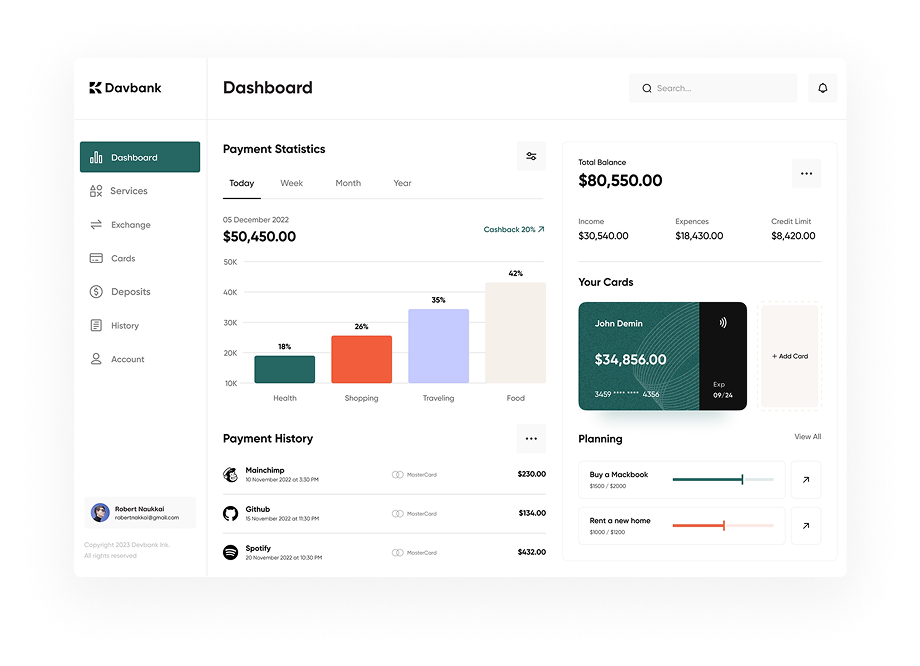 Davbank
Dashboard
Search...
Dashboard
Services
Exchange
Cards
Deposits
History
Account
Robert Naukkai
robertnakkai@gmail.com
Copyright 2023 Devbank Ink.
All rights reserved
Payment Statistics
Today Week Month Year
05 December 2022
$50,450.00
Cashback 20%
50K
40K
30K
20K
10K
18%
26%
35%
42%
Health Shopping Traveling Food
Payment History
Mainchimp
10 November 2022 at 3:30 PM
MosterCard
$230.00
Github
15 November 2022 at 11:30 PM
MosterCard
$134.00
Spotify
20 November 2022 at 10:30 PM
MosterCard
$432.00
Total Balance
$80,550.00
Income Expences Credit Limit
$30,540.00 $18,430.00 $8,420.00
Your Cards
John Demin
$34,856.00
3459 **** **** 4356
Exp
09/24
+ Add Card
Planning
View All
Buy a Mackbook
$1500 / $2000
Rent a new home
$1000 / $1200